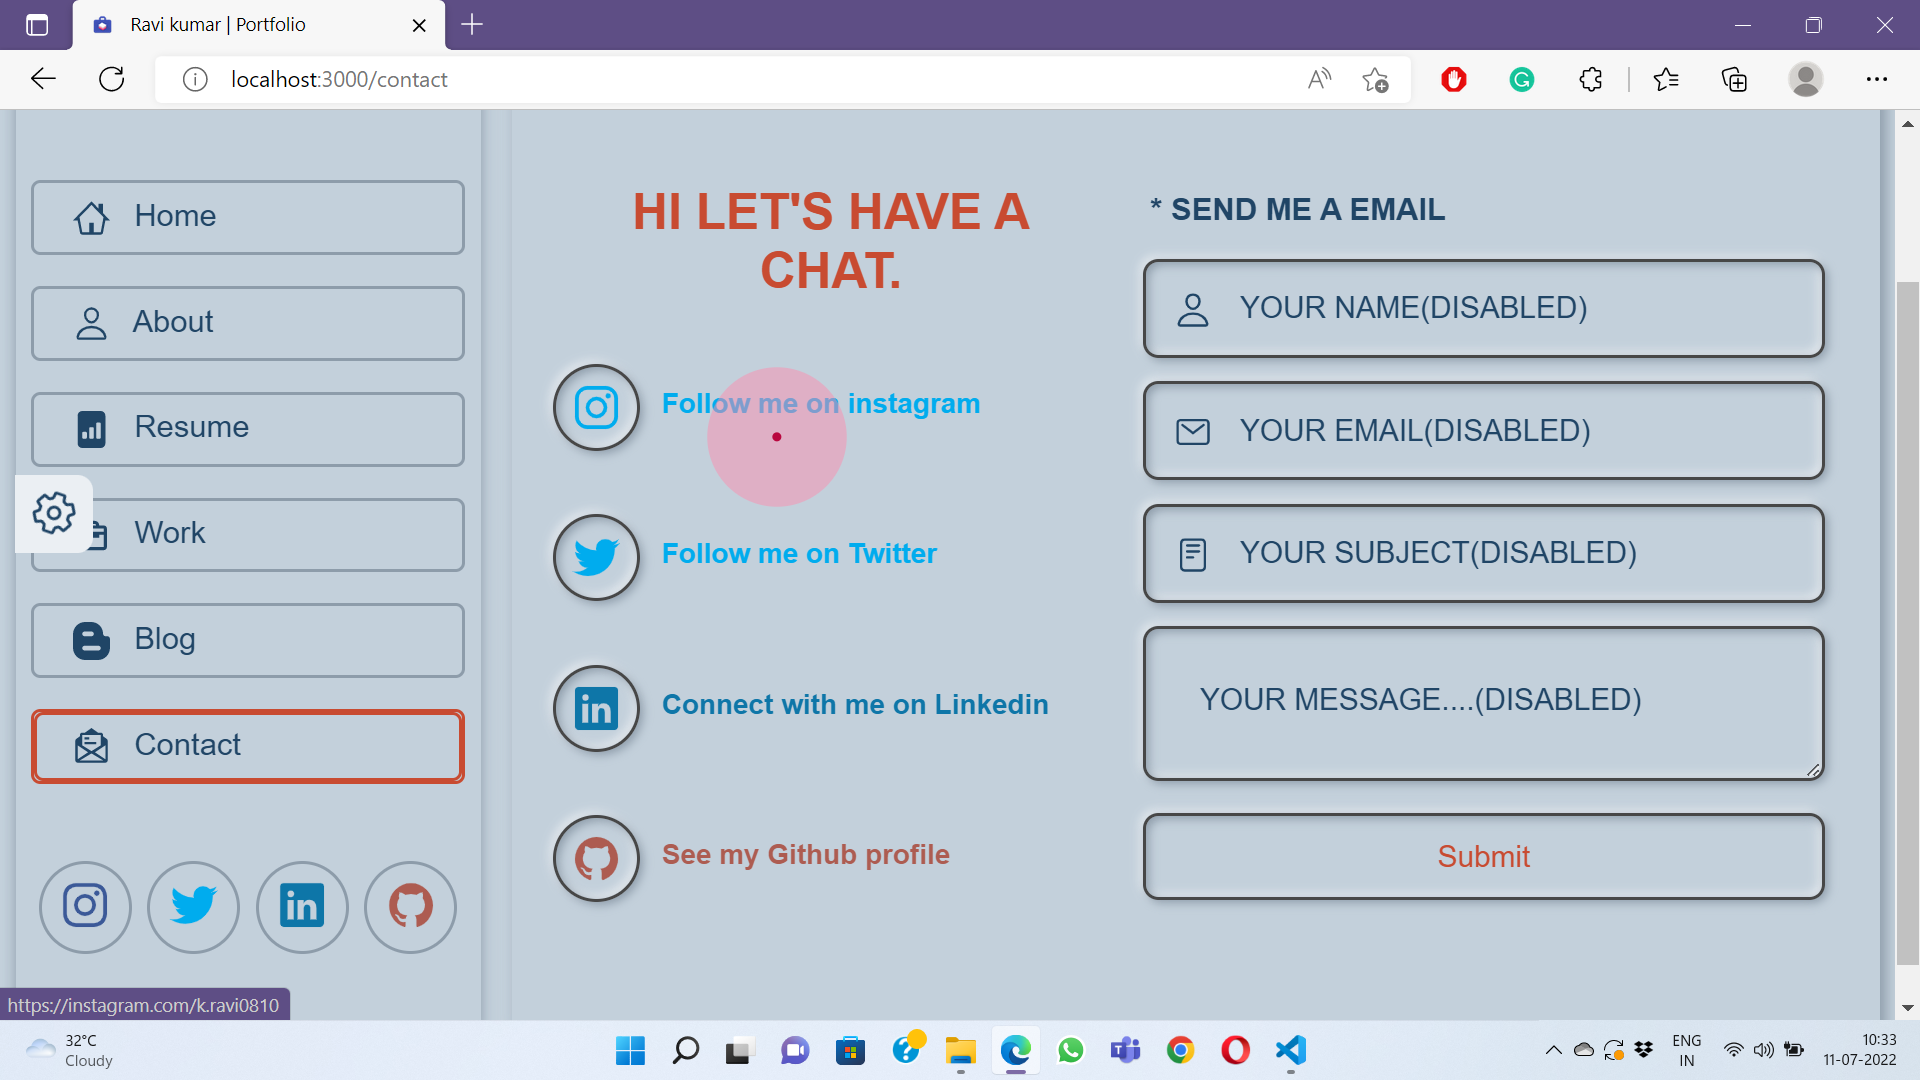 Ravi kumar | Portfolio
localhost:3000/contact
Home
About
Resume
Work
Blog
Contact
HI LET'S HAVE A
CHAT.
Follow me on instagram
Follow me on Twitter
Connect with me on Linkedin
See my Github profile
* SEND ME A EMAIL
YOUR NAME(DISABLED)
YOUR EMAIL(DISABLED)
YOUR SUBJECT(DISABLED)
YOUR MESSAGE....(DISABLED)
Submit
https://instagram.com/k.ravi0810
32°C
Cloudy
ENG
IN
10:33
11-07-2022